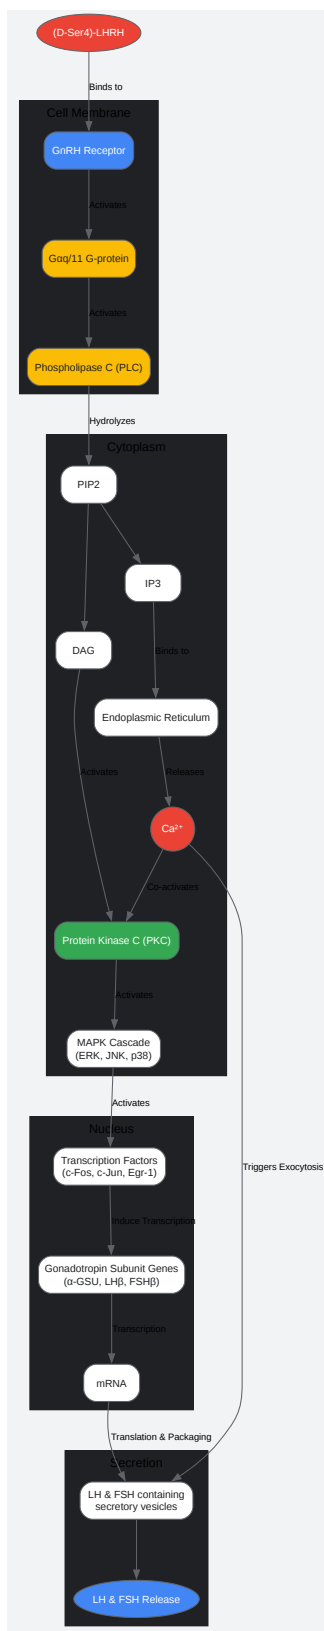 (D-Ser4)-LHRH
Binds to
Cell Membrane
GnRH Receptor
Activates
Gαq/11 G-protein
Activates
Phospholipase C (PLC)
Hydrolyzes
Cytoplasm
PIP2
IP3
DAG
Binds to
Endoplasmic Reticulum
Activates
Releases
Ca²⁺
Co-activates
Protein Kinase C (PKC)
Activates
MAPK Cascade
(ERK, JNK, p38)
Activates
Nucleus
Transcription Factors
(c-Fos, c-Jun, Egr-1)
Triggers Exocytosis
Induce Transcription
Gonadotropin Subunit Genes
(α-GSU, LHβ, FSHβ)
Transcription
mRNA
Translation & Packaging
Secretion
LH & FSH containing
secretory vesicles
LH & FSH Release